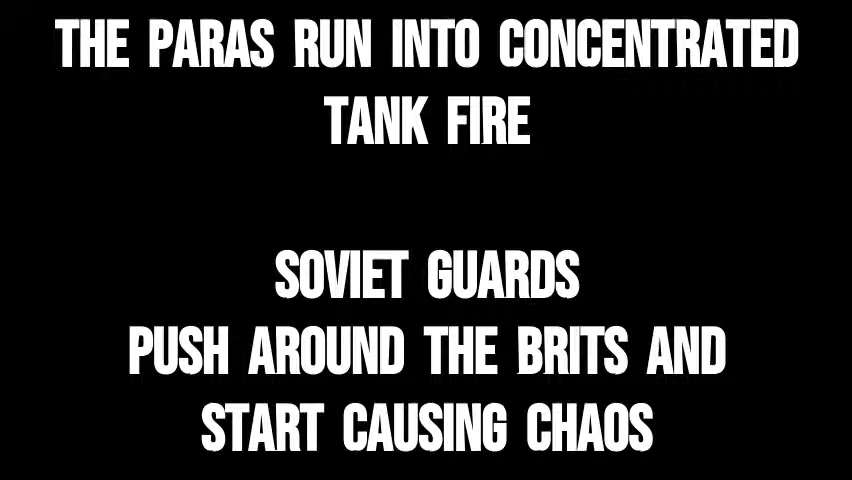 THE PARAS RUN INTO CONCENTRATED
TANK FIRE
SOVIET GUARDS
PUSH AROUND THE BRITS AND
START CAUSING CHAOS